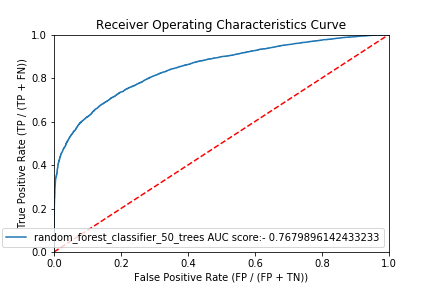 Receiver Operating Characteristics Curve
True Positive Rate (TP / (TP + FN))
1.0
0.8
0.6
0.4
0.2
0.0
random_forest_classifier_50_trees AUC score:- 0.7679896142433233
0.0 0.2 0.4 0.6 0.8 1.0
False Positive Rate (FP / (FP + TN))